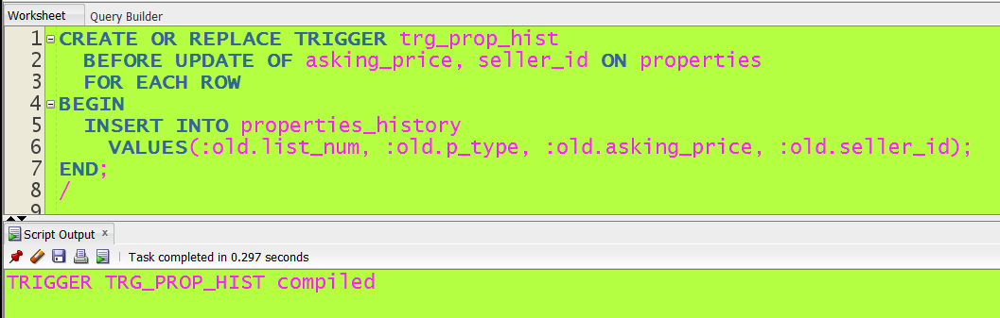 Worksheet Query Builder
1 CREATE OR REPLACE TRIGGER trg_prop_hist
2 BEFORE UPDATE OF asking_price, seller_id ON properties
3 FOR EACH ROW
4 BEGIN
5 INSERT INTO properties_history
6 VALUES(:old.list_num, :old.p_type, :old.asking_price, :old.seller_id);
7 END;
8 /
9
Script Output x
Task completed in 0.297 seconds
TRIGGER TRG_PROP_HIST compiled